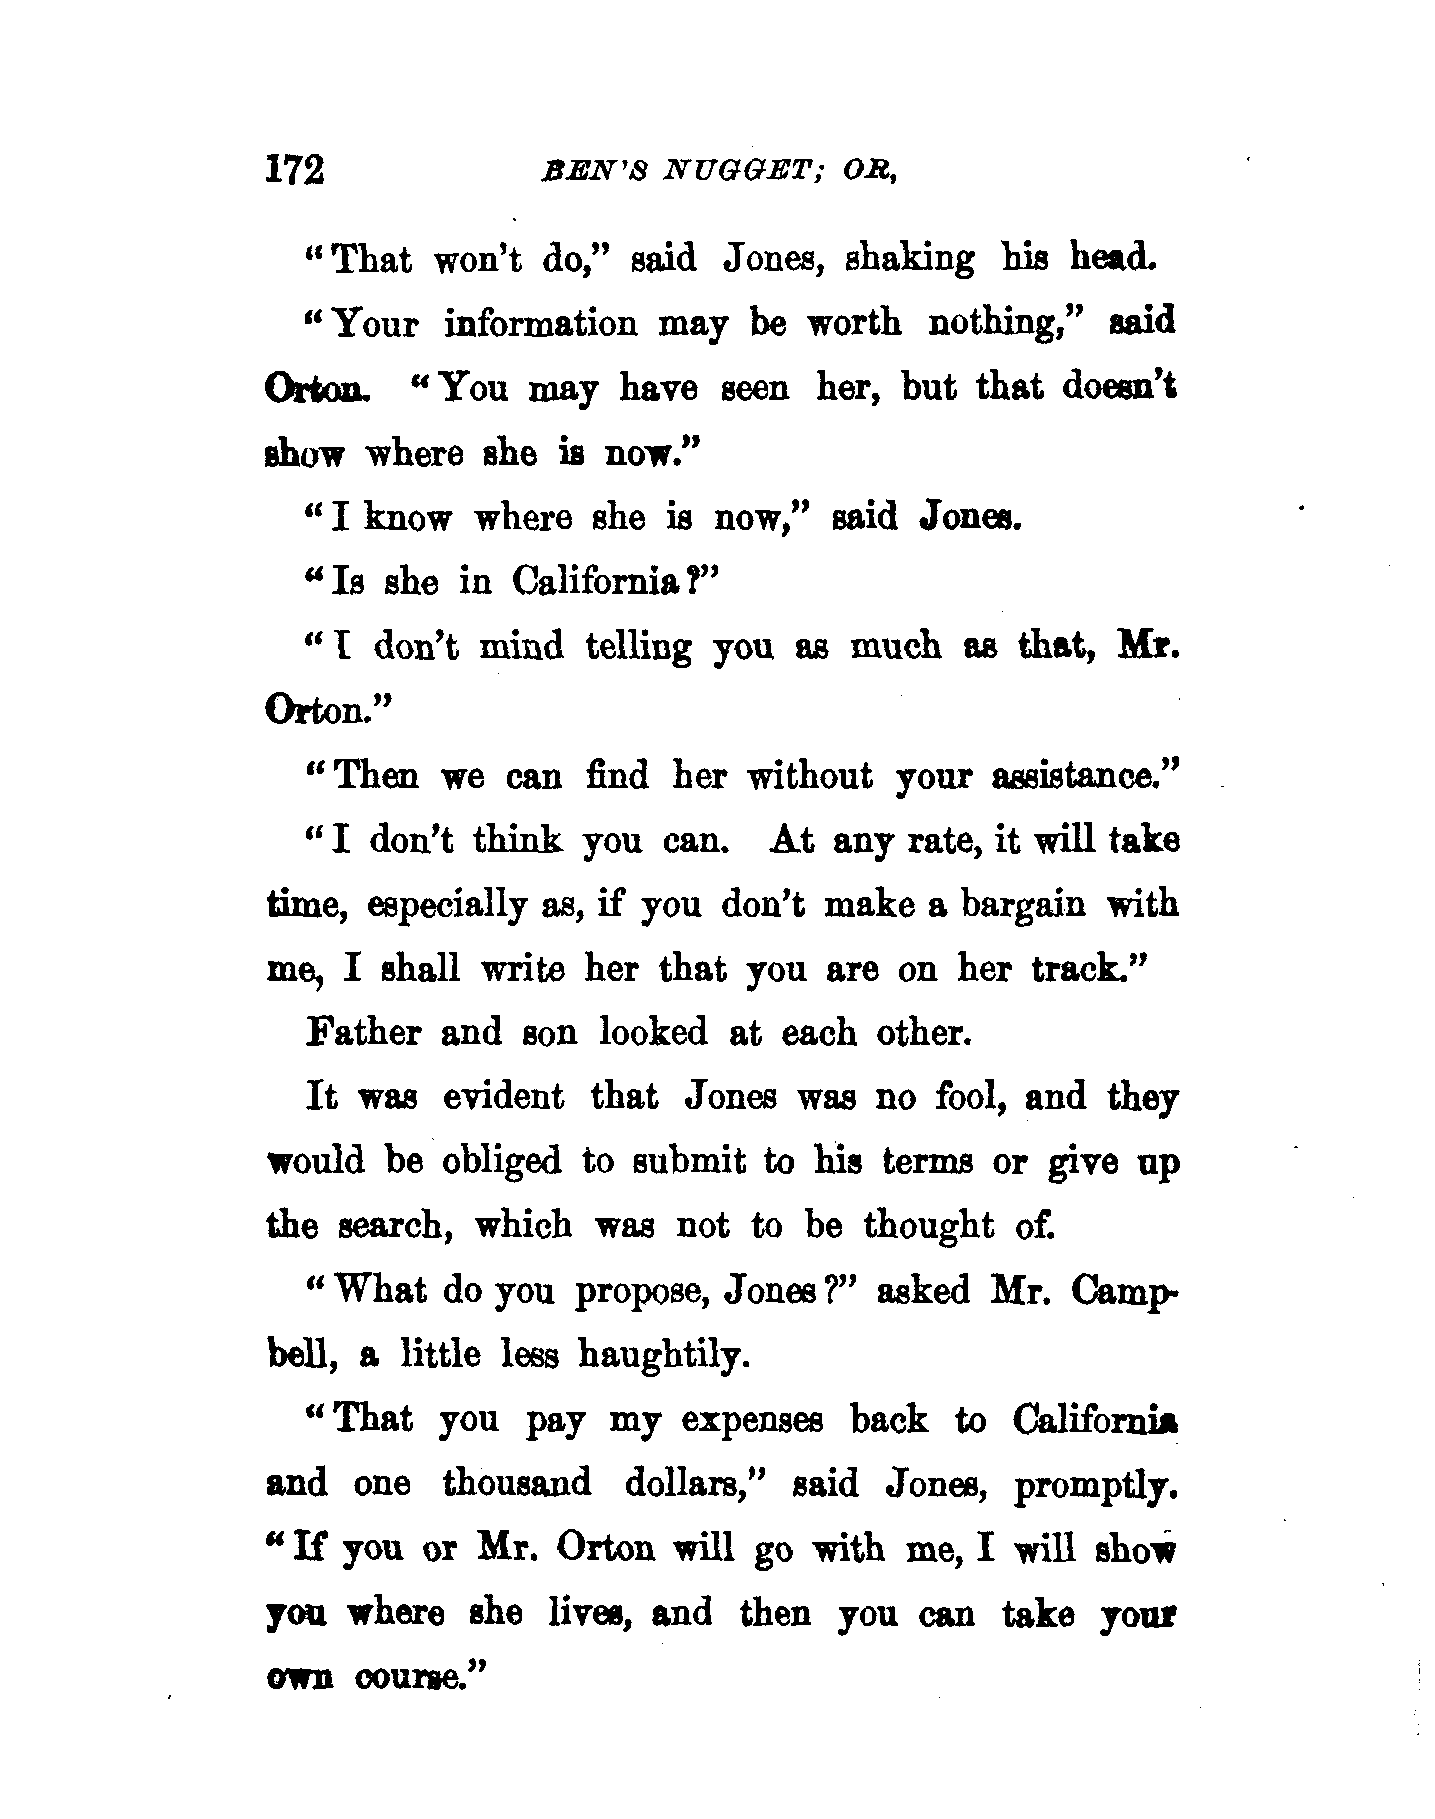 172 BEN'S NUGGET; OR,
"That won't do," said Jones, shaking his head.
"Your information may be worth nothing," said
Orton. "You may have seen her, but that doesn't
show where she is now."
"I know where she is now," said Jones.
"Is she in California?"
"I don't mind telling you as much as that, Mr.
Orton."
"Then we can find her without your assistance."
"I don't think you can. At any rate, it will take
time, especially as, if you don't make a bargain with
me, I shall write her that you are on her track."
Father and son looked at each other.
It was evident that Jones was no fool, and they
would be obliged to submit to his terms or give up
the search, which was not to be thought of.
"What do you propose, Jones?" asked Mr. Camp-
bell, a little less haughtily.
"That you pay my expenses back to California
and one thousand dollars," said Jones, promptly.
"If you or Mr. Orton will go with me, I will show
you where she lives, and then you can take your
own course."